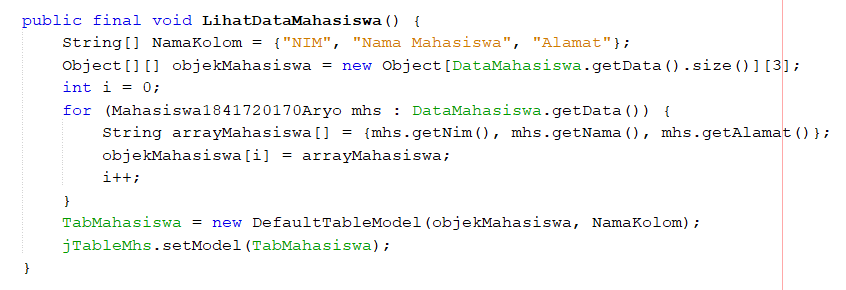 public final void LihatDataMahasiswa() {
String[] NamaKolom = {"NIM", "Nama Mahasiswa", "Alamat"};
Object[][] objekMahasiswa = new Object[DataMahasiswa.getData().size()][3];
int i = 0;
for (Mahasiswa1841720170Aryo mhs : DataMahasiswa.getData()) {
String arrayMahasiswa[] = {mhs.getNim(), mhs.getNama(), mhs.getAlamat()};
objekMahasiswa[i] = arrayMahasiswa;
i++;
}
TabMahasiswa = new DefaultTableModel(objekMahasiswa, NamaKolom);
jTableMhs.setModel(TabMahasiswa);
}